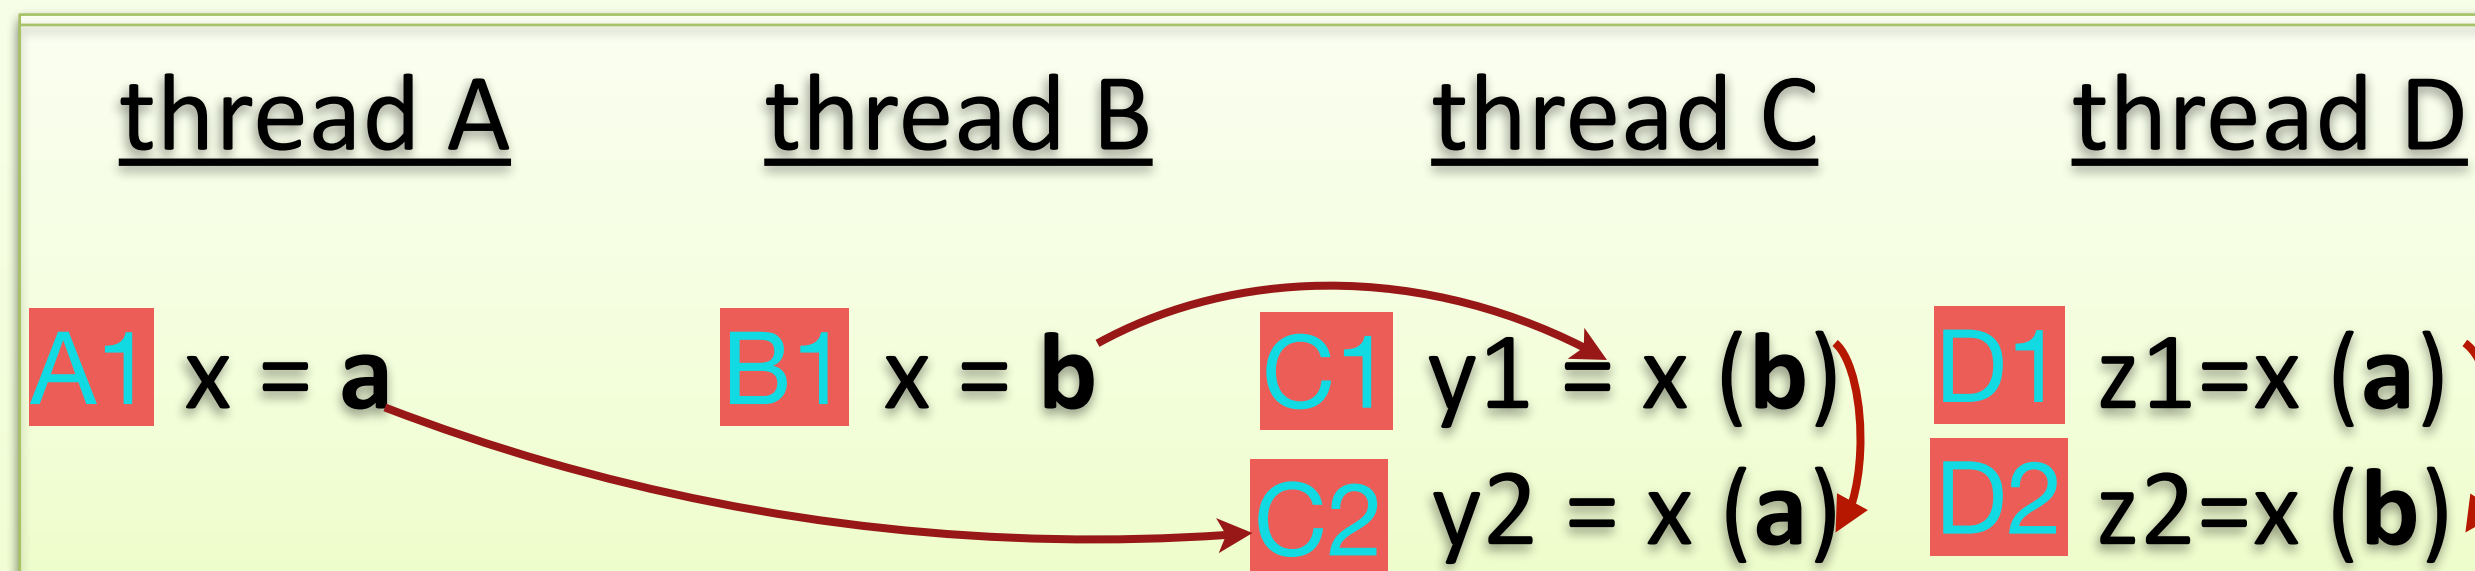 thread A thread B thread C thread D
A1 x = a B1 x = b C1 y1 = x (b) D1 z1=x (a)
C2 y2 = x (a) D2 z2=x (b)